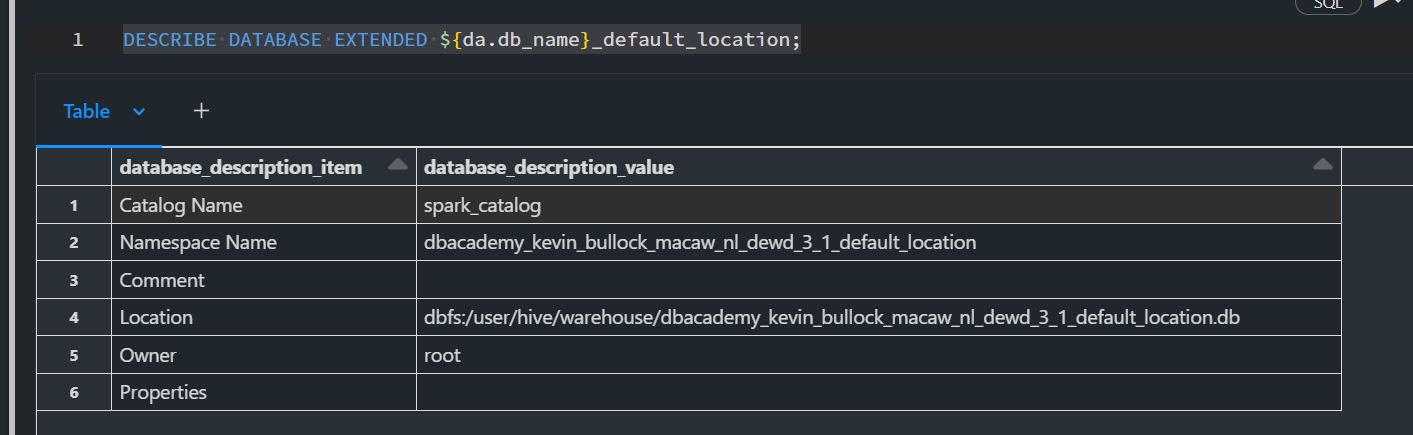 SQL
1 DESCRIBE DATABASE EXTENDED ${da.db_name}_default_location;
Table +
database_description_item database_description_value
1 Catalog Name spark_catalog
2 Namespace Name dbacademy_kevin_bullock_macaw_nl_dewd_3_1_default_location
3 Comment
4 Location dbfs:/user/hive/warehouse/dbacademy_kevin_bullock_macaw_nl_dewd_3_1_default_location.db
5 Owner root
6 Properties